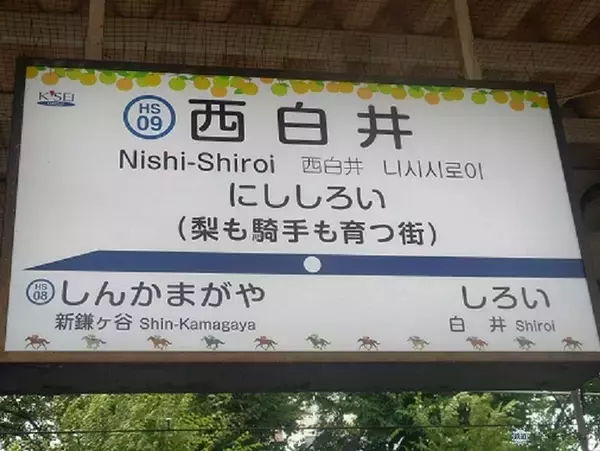 K'SEI
HS
09
西白井
Nishi-Shiroi 西白井 니시시로이
にししろい
(梨も騎手も育つ街)
HS
08
しんかまがや
新鎌ヶ谷 Shin-Kamagaya
しろい
白井 Shiroi